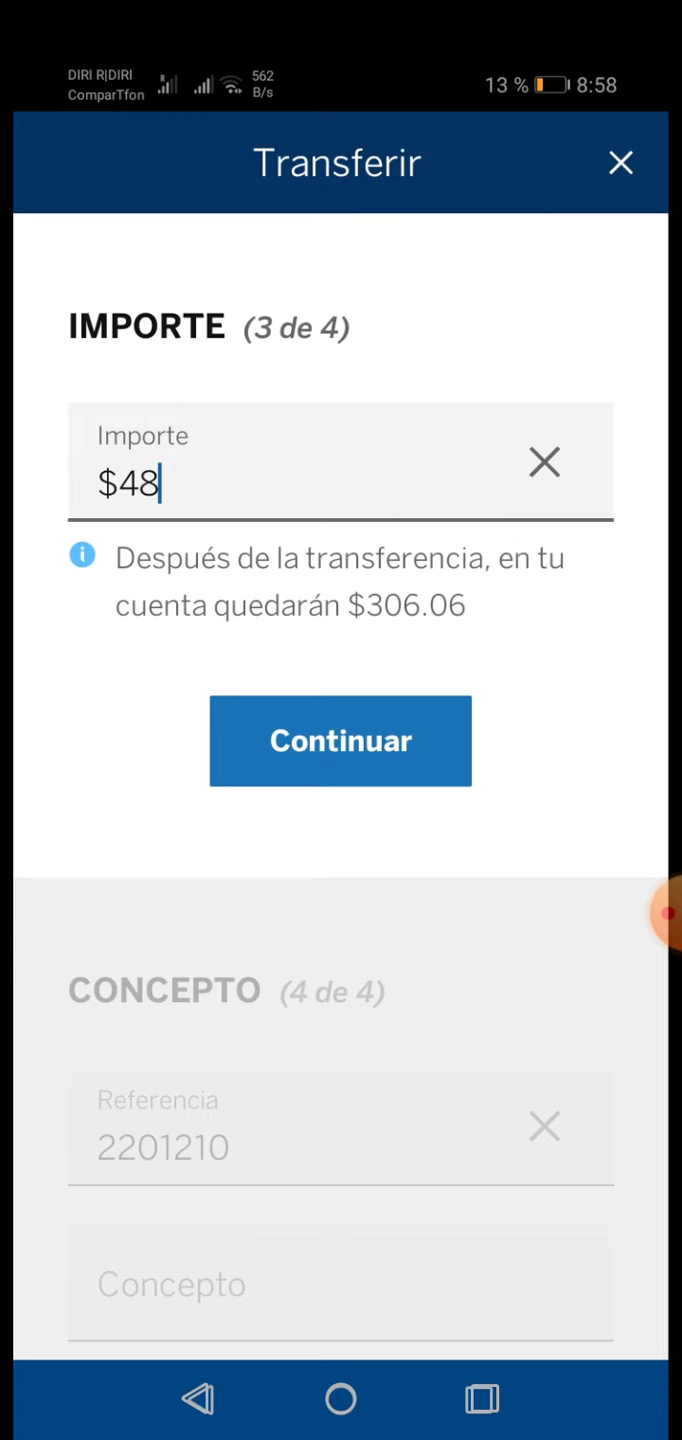 DIRI R|DIRI
ComparTfon
R
562
B/s
13 %
8:58
Transferir
IMPORTE (3 de 4)
Importe
$48
Después de la transferencia, en tu
cuenta quedarán $306.06
Continuar
CONCEPTO (4 de 4)
Referencia
2201210
Concepto